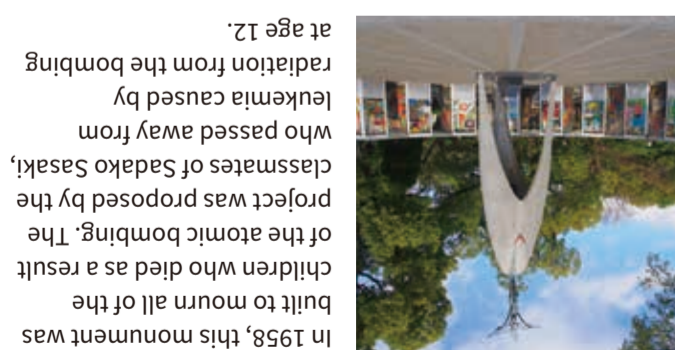 In 1958, this monument was
built to mourn all of the
children who died as a result
of the atomic bombing. The
project was proposed by the
classmates of Sadako Sasaki,
who passed away from
leukemia caused by
radiation from the bombing
at age 12.